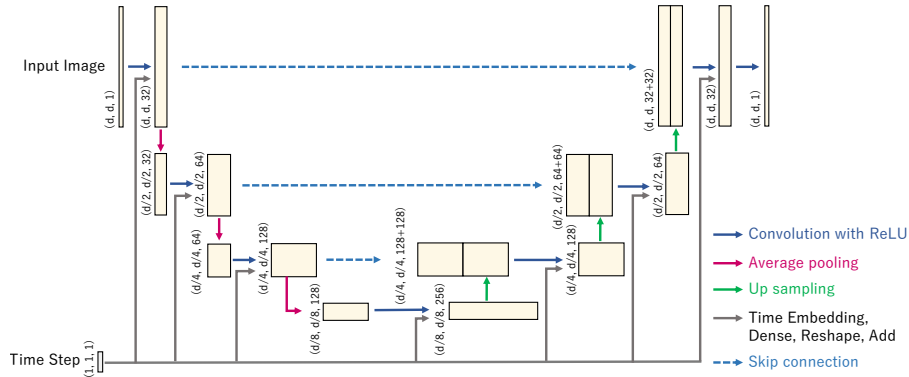 Input Image
(d, d, 1)
(d, d, 32)
(d, d, 32+32)
(d, d, 32)
(d, d, 1)
(d/2, d/2, 32)
(d/2, d/2, 64)
(d/2, d/2, 64+64)
(d/2, d/2, 64)
(d/4, d/4, 64)
(d/4, d/4, 128)
(d/4, d/4, 128+128)
(d/4, d/4, 128)
(d/8, d/8, 128)
(d/8, d/8, 256)
Time Step
(1, 1, 1)
Convolution with ReLU
Average pooling
Up sampling
Time Embedding,
Dense, Reshape, Add
Skip connection